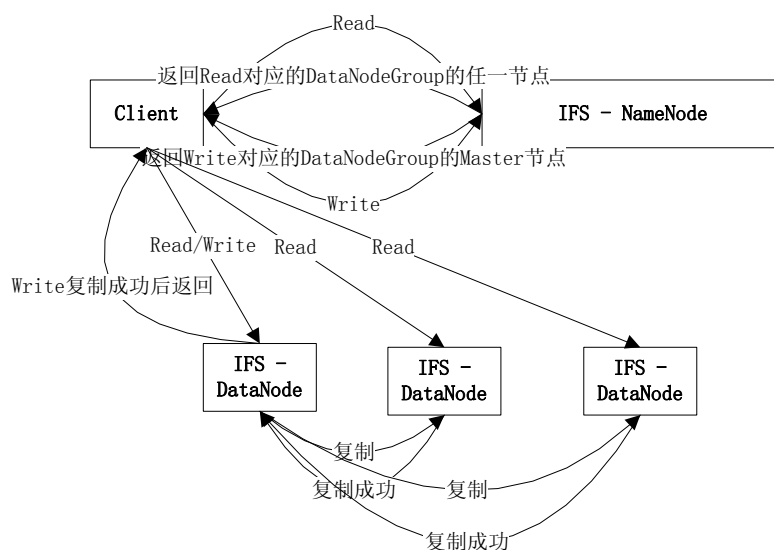 Read
返回Read对应的DataNodeGroup的任一节点
Client
IFS - NameNode
返回Write对应的DataNodeGroup的Master节点
Write
Read/Write
Read
Read
Write复制成功后返回
IFS -
DataNode
IFS -
DataNode
IFS -
DataNode
复制
复制成功
复制
复制成功